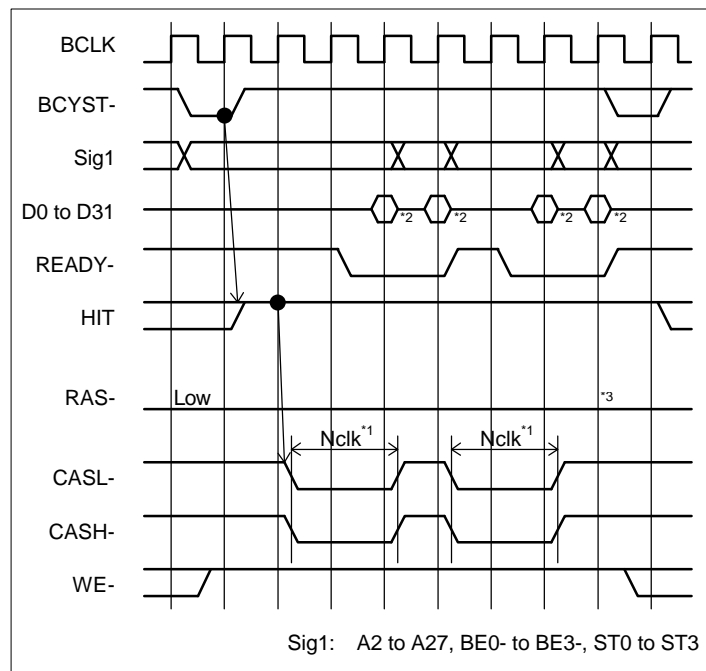 BCLK
BCYST-
Sig1
D0 to D31
*2 *2 *2 *2
READY-
HIT
RAS-
Low
*3
Nclk*1 Nclk*1
CASL-
CASH-
WE-
Sig1: A2 to A27, BE0- to BE3-, ST0 to ST3